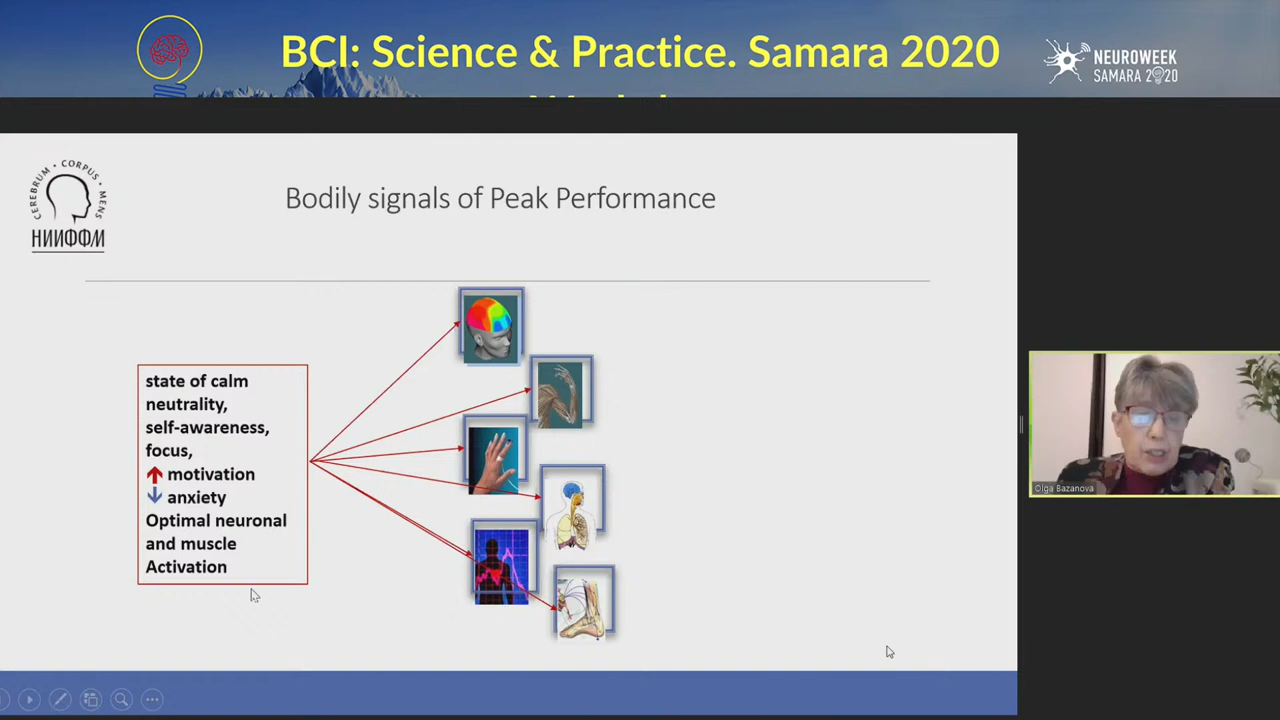 BCI: Science & Practice. Samara 2020
NEUROWEEK
SAMARA 2020
CEREBRUM • CORPUS • MENS
НИИФФМ
Bodily signals of Peak Performance
state of calm
neutrality,
self-awareness,
focus,
motivation
anxiety
Optimal neuronal
and muscle
Activation
Olga Bazanova